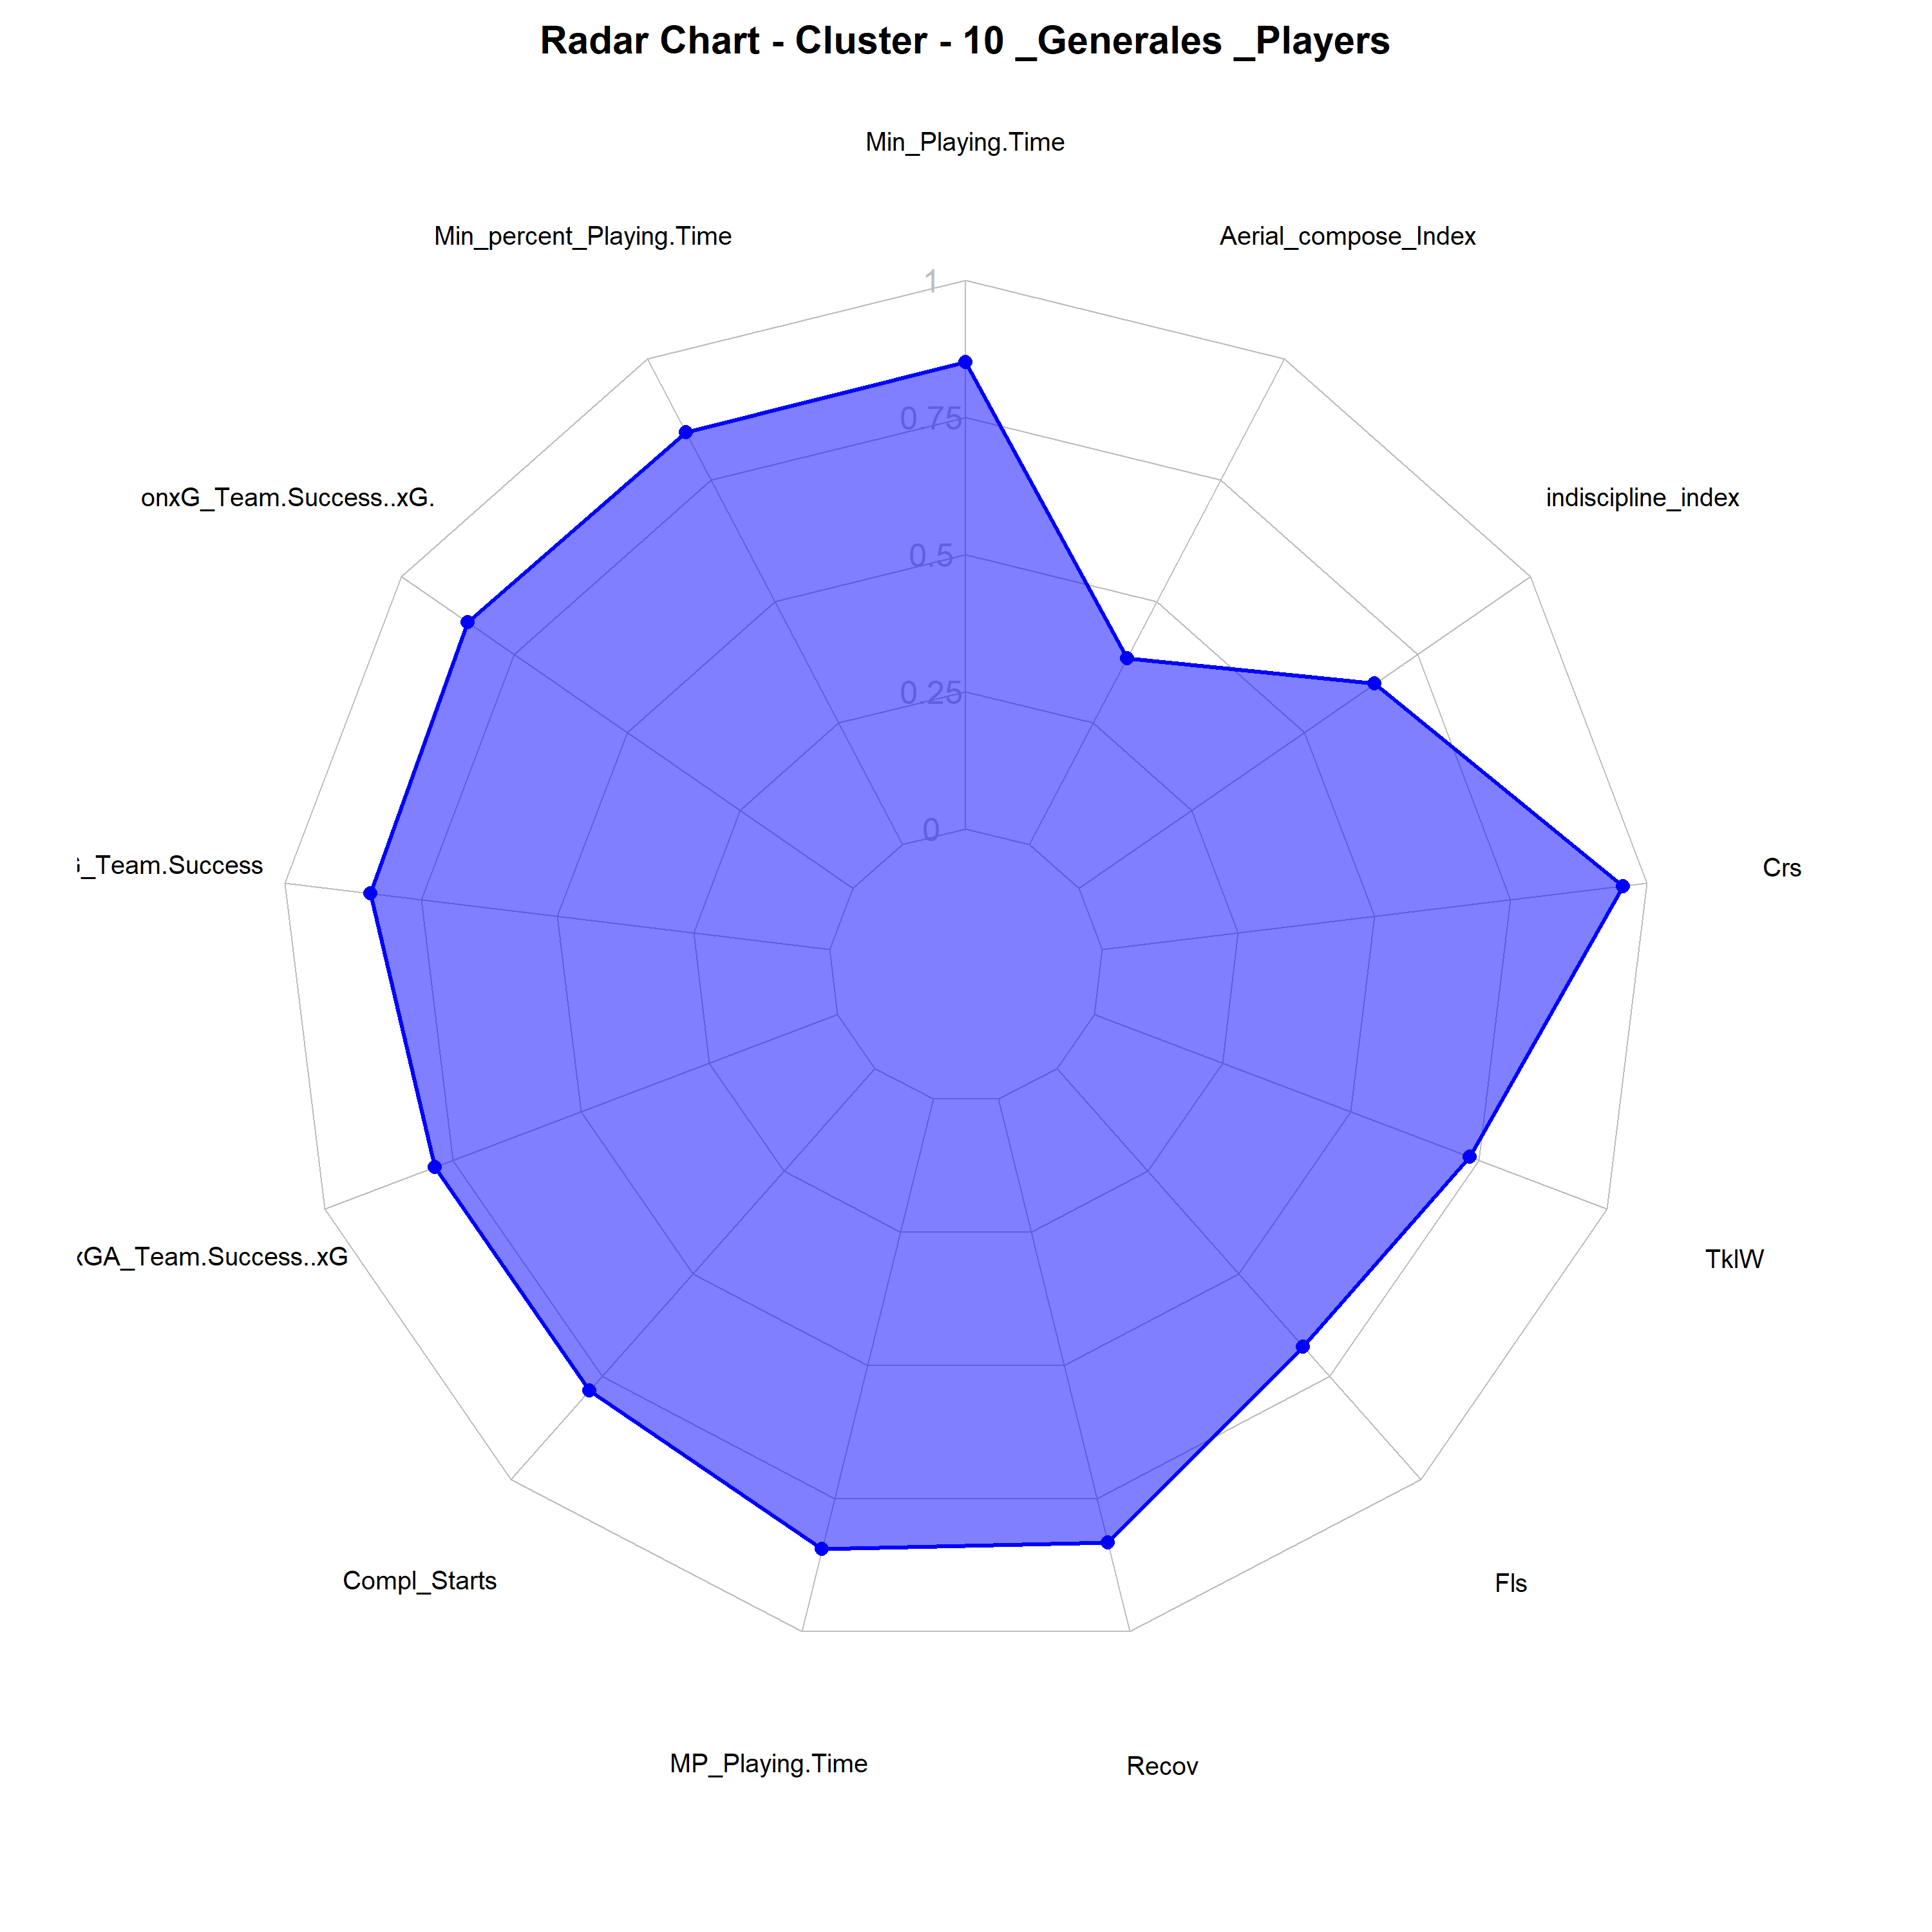 Radar Chart - Cluster - 10 _Generales _Players
Min_Playing.Time
Min_percent_Playing.Time
Aerial_compose_Index
1
0.75
onxG_Team.Success..xG.
indiscipline_index
0.5
0.25
0
_Team.Success
Crs
xGA_Team.Success..xG
TklW
Compl_Starts
Fls
MP_Playing.Time
Recov